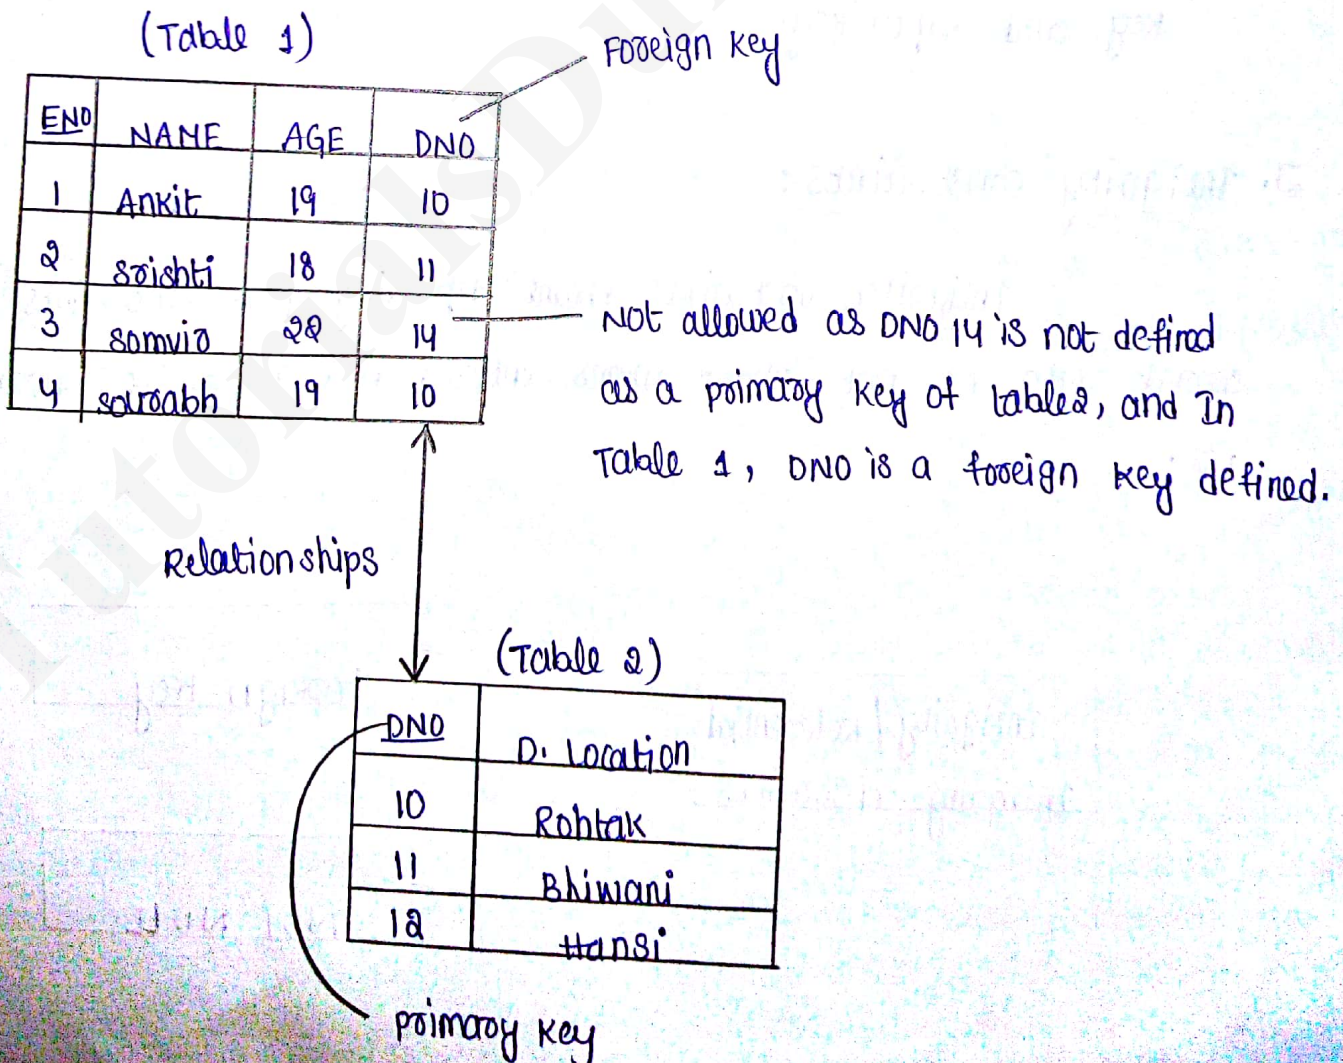 (Table 1)
Foreign key
ENO NAME AGE DNO
1 Ankit 19 10
2 Srishti 18 11
3 Somvir 22 14
4 Sourabh 19 10
Not allowed as DNO 14 is not defined
as a primary key of table2, and In
Table 1, DNO is a foreign key defined.
Relationships
(Table 2)
DNO D. Location
10 Rohtak
11 Bhiwani
12 Hansi
primary key